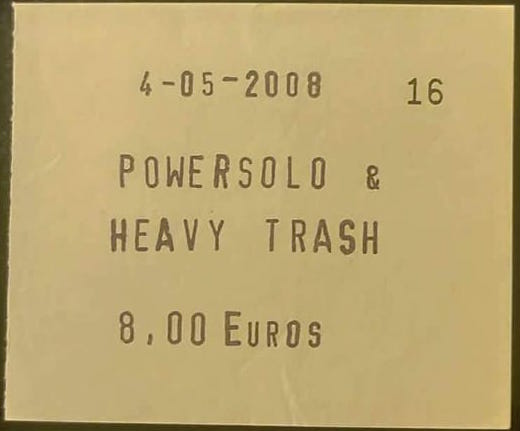 4-05-2008 16
POWERSOLO &
HEAVY TRASH
8,00 EUROS